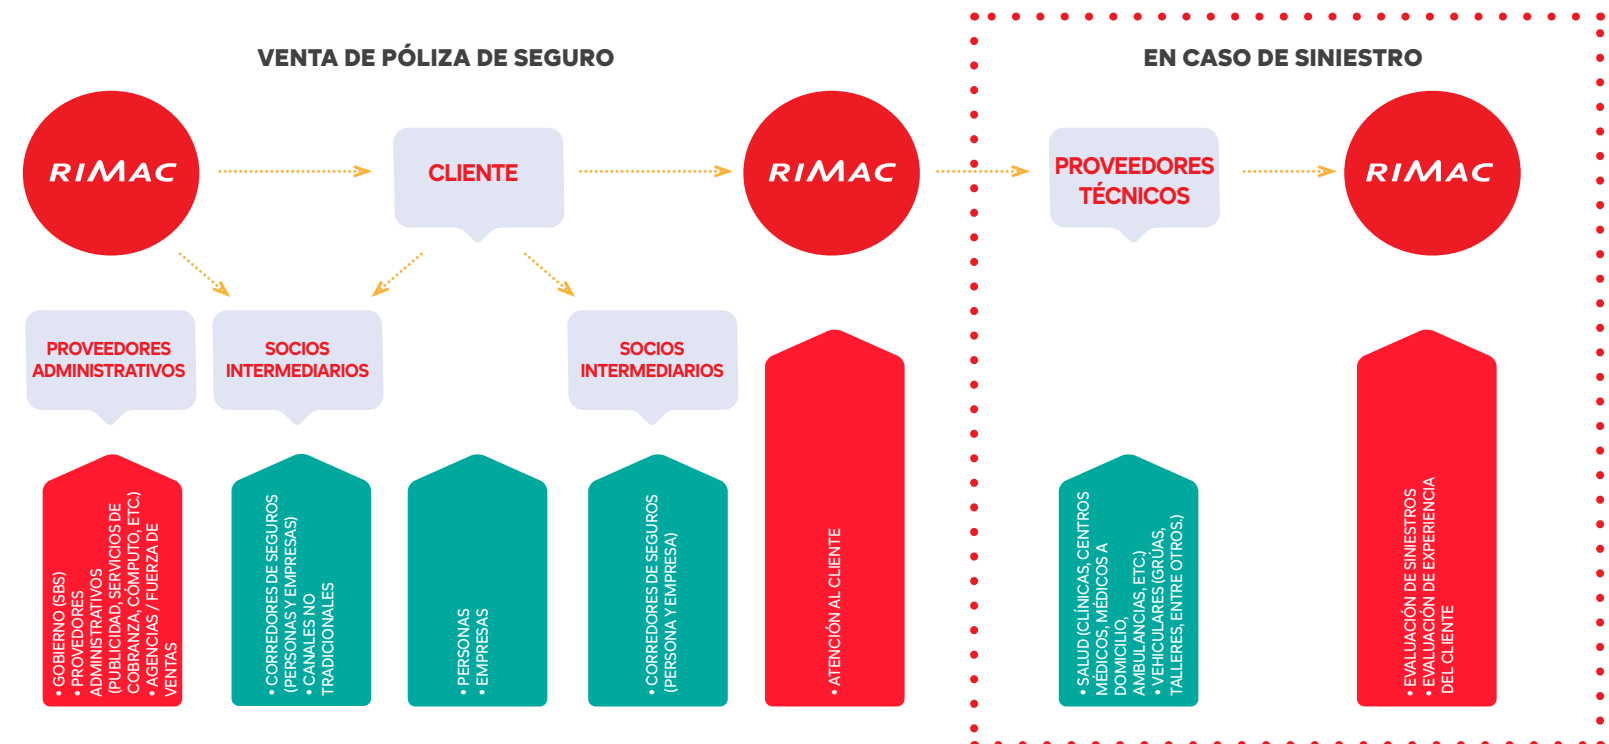 VENTA DE PÓLIZA DE SEGURO
EN CASO DE SINIESTRO
RIMAC
CLIENTE
RIMAC
PROVEEDORES
TÉCNICOS
RIMAC
PROVEEDORES
ADMINISTRATIVOS
SOCIOS
INTERMEDIARIOS
SOCIOS
INTERMEDIARIOS
• GOBIERNO (SBS)
• PROVEDORES
ADMINISTRATIVOS
(PUBLICIDAD, SERVICIOS DE
COBRANZA, CÓMPUTO, ETC.)
• AGENCIAS / FUERZA DE
VENTAS
• CORREDORES DE SEGUROS
(PERSONAS Y EMPRESAS)
• CANALES NO
TRADICIONALES
• PERSONAS
• EMPRESAS
• CORREDORES DE SEGUROS
(PERSONA Y EMPRESA)
• ATENCIÓN AL CLIENTE
• SALUD (CLÍNICAS, CENTROS
MÉDICOS, MÉDICOS A
DOMICILIO,
AMBULANCIAS, ETC.)
• VEHICULARES (GRÚAS,
TALLERES, ENTRE OTROS.)
• EVALUACIÓN DE SINIESTROS
• EVALUACIÓN DE EXPERIENCIA
DEL CLIENTE